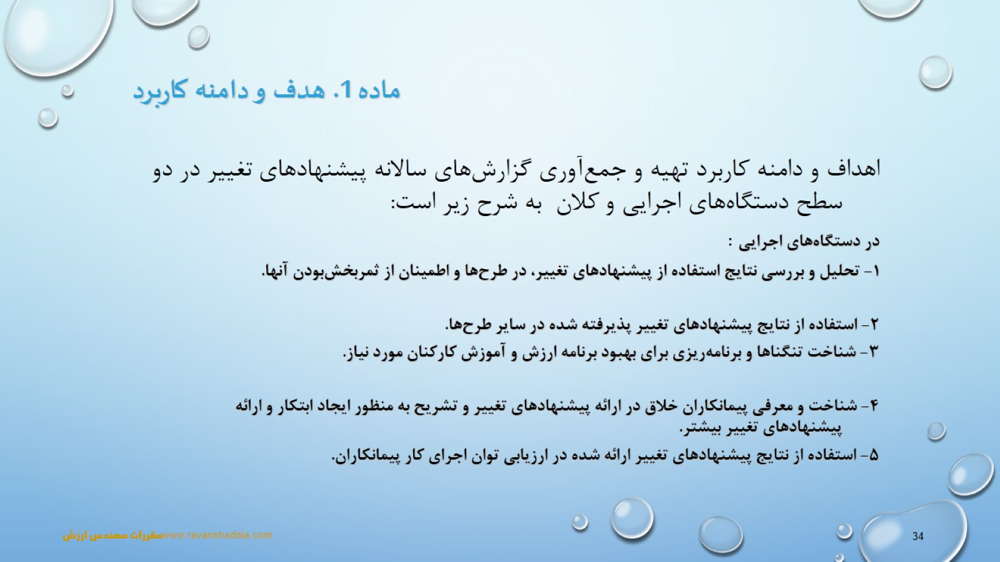 ماده 1. هدف و دامنه کاربرد
اهداف و دامنه کاربرد تهیه و جمع‌آوری گزارش‌های سالانه پیشنهادهای تغییر در دو
سطح دستگاه‌های اجرایی و کلان به شرح زیر است:
در دستگاه‌های اجرایی :
۱- تحلیل و بررسی نتایج استفاده از پیشنهادهای تغییر، در طرح‌ها و اطمینان از ثمربخش‌بودن آنها.
۲- استفاده از نتایج پیشنهادهای تغییر پذیرفته شده در سایر طرح‌ها.
۳- شناخت تنگناها و برنامه‌ریزی برای بهبود برنامه ارزش و آموزش کارکنان مورد نیاز.
۴- شناخت و معرفی پیمانکاران خلاق در ارائه پیشنهادهای تغییر و تشریح به منظور ایجاد ابتکار و ارائه
پیشنهادهای تغییر بیشتر.
۵- استفاده از نتایج پیشنهادهای تغییر ارائه شده در ارزیابی توان اجرای کار پیمانکاران.
مقررات مهندس ارزش www.ravanshadnia.com
34